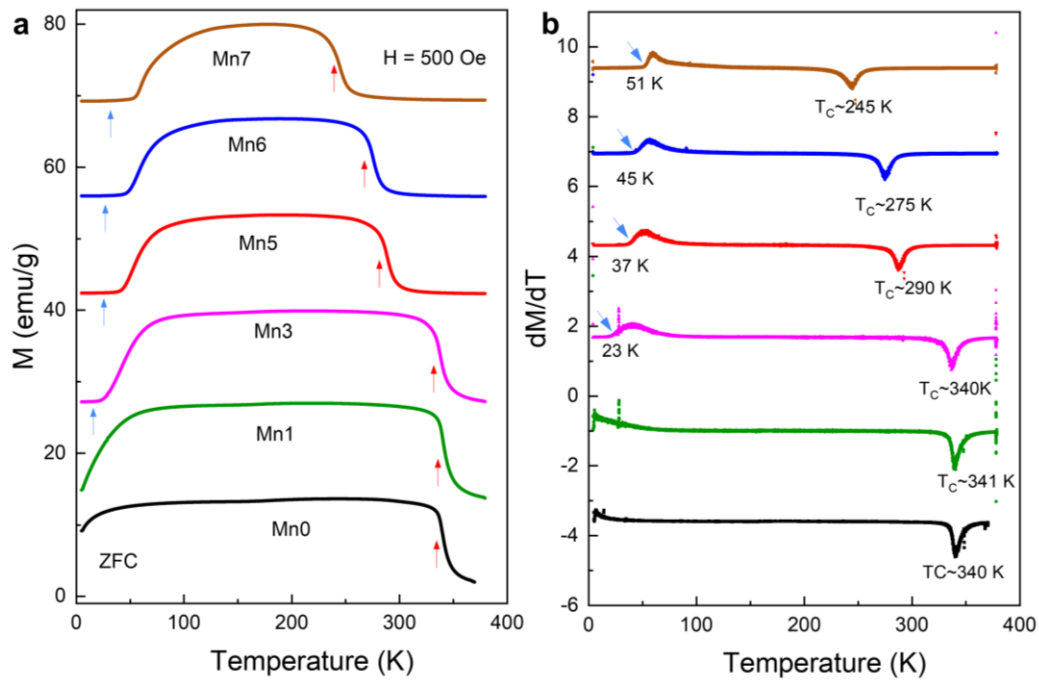 a
80
Mn7
H = 500 Oe
60
Mn6
Mn5
40
Mn3
20
Mn1
Mn0
ZFC
0
0 100 200 300 400
M (emu/g)
Temperature (K)
b
10
51 K
T_C~245 K
8
6
45 K
T_C~275 K
4
37 K
T_C~290 K
2
23 K
T_C~340K
0
-2
T_C~341 K
-4
TC~340 K
-6
0 100 200 300 400
dM/dT
Temperature (K)